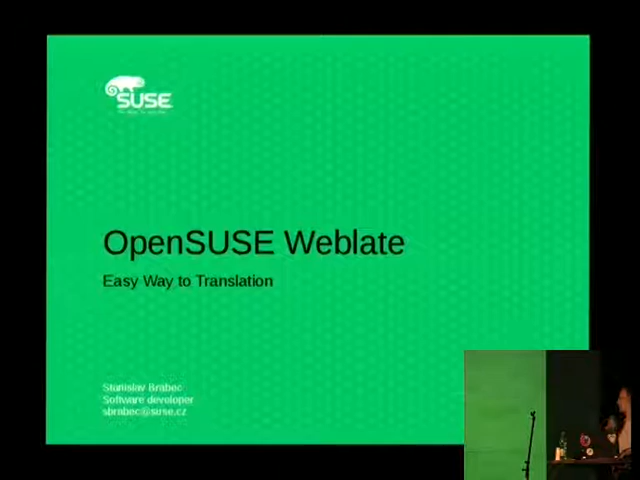 SUSE
OpenSUSE Weblate
Easy Way to Translation
Stanislav Brabec
Software developer
sbrabec@suse.cz